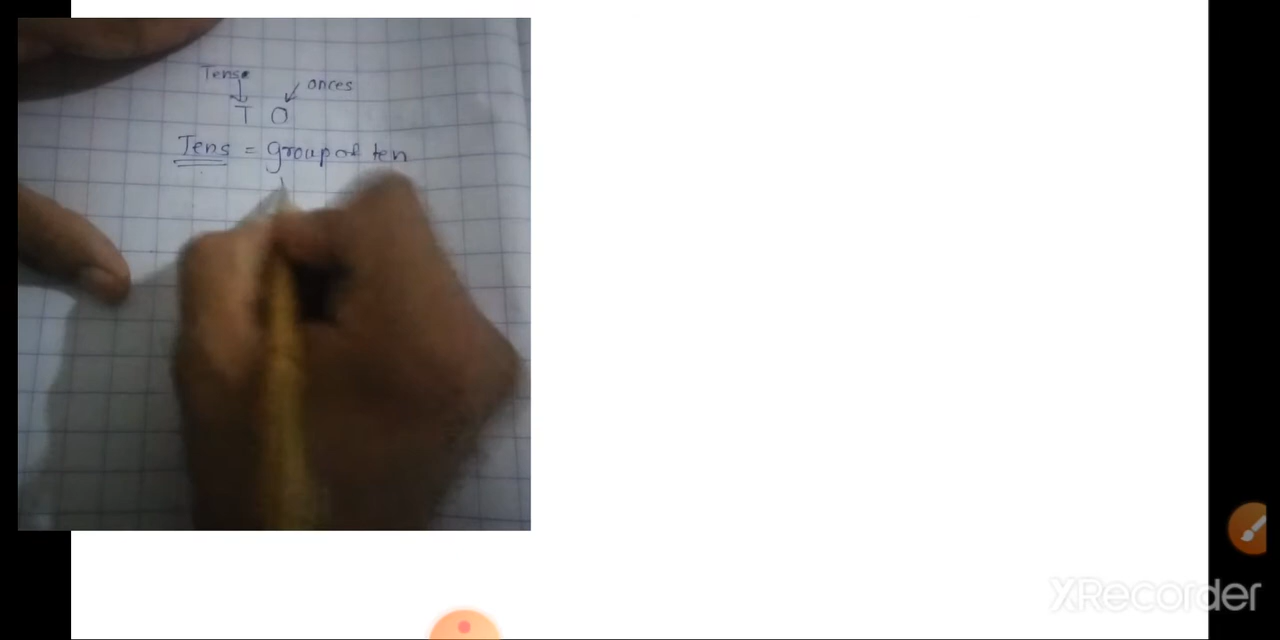 Tens
onces
T O
Tens = group of ten
XRecorder